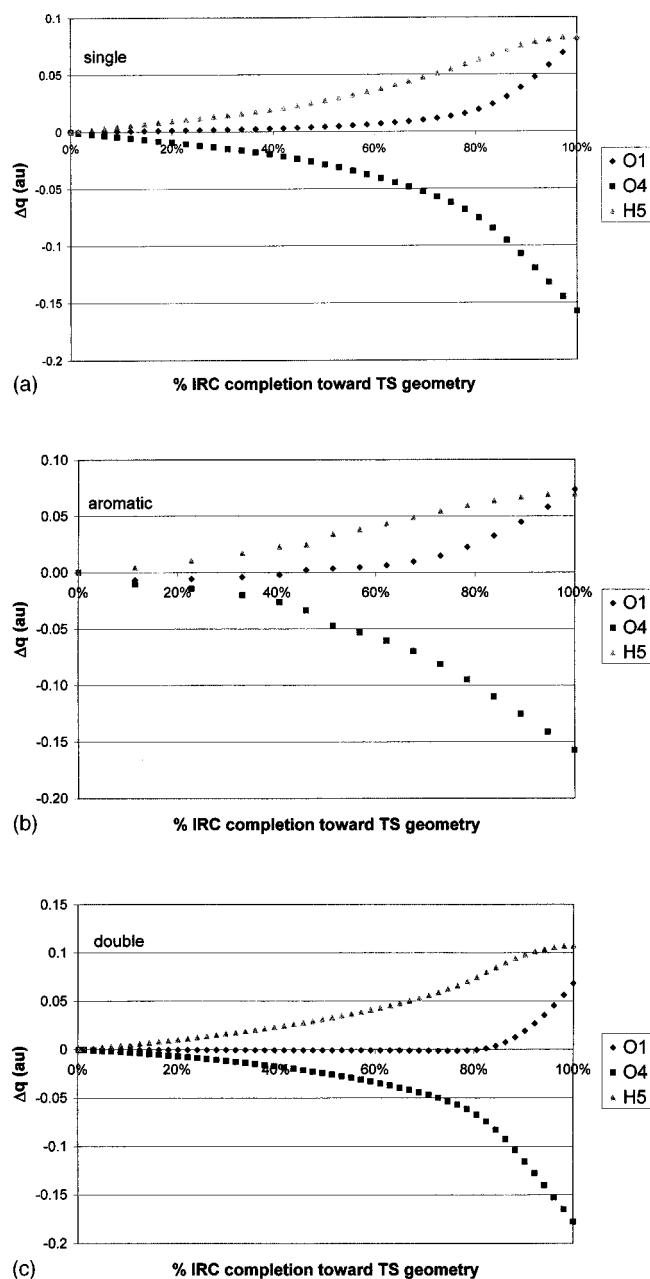 0.1
single
0.05
0
0% 20% 40% 60% 80% 100%
-0.05
-0.1
-0.15
-0.2
Δq (au)
O1
O4
H5
(a)
% IRC completion toward TS geometry
0.10
aromatic
0.05
0.00
0% 20% 40% 60% 80% 100%
-0.05
-0.10
-0.15
-0.20
Δq (au)
O1
O4
H5
(b)
% IRC completion toward TS geometry
0.15
double
0.1
0.05
0
0% 20% 40% 60% 80% 100%
-0.05
-0.1
-0.15
-0.2
Δq (au)
O1
O4
H5
(c)
% IRC completion toward TS geometry